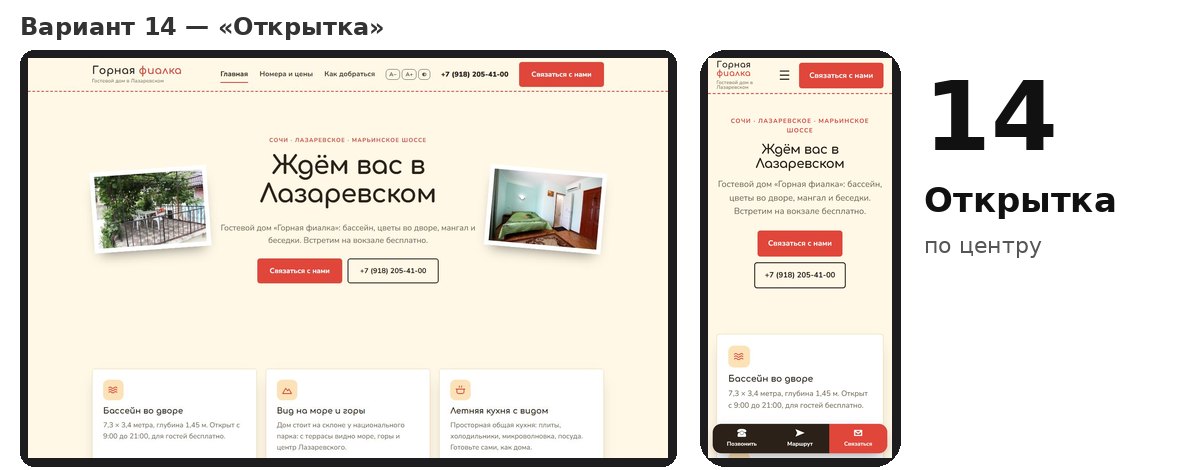 Вариант 14 — «Открытка»
Горная фиалка
Гостевой дом в Лазаревском
Главная
Номера и цены
Как добраться
А−
А+
+7 (918) 205-41-00
Связаться с нами
СОЧИ · ЛАЗАРЕВСКОЕ · МАРЬИНСКОЕ ШОССЕ
Ждём вас в
Лазаревском
Гостевой дом «Горная фиалка»: бассейн, цветы во дворе, мангал и
беседки. Встретим на вокзале бесплатно.
Связаться с нами
+7 (918) 205-41-00
Бассейн во дворе
7,3 × 3,4 метра, глубина 1,45 м. Открыт с
9:00 до 21:00, для гостей бесплатно.
Вид на море и горы
Дом стоит на склоне у национального
парка: с террасы видно море, горы и
центр Лазаревского.
Летняя кухня с видом
Просторная общая кухня: плиты,
холодильники, микроволновка, посуда.
Готовьте сами, как дома.
Горная
фиалка
Гостевой дом в
Лазаревском
Связаться с нами
СОЧИ · ЛАЗАРЕВСКОЕ · МАРЬИНСКОЕ
ШОССЕ
Ждём вас в
Лазаревском
Гостевой дом «Горная фиалка»: бассейн,
цветы во дворе, мангал и беседки.
Встретим на вокзале бесплатно.
Связаться с нами
+7 (918) 205-41-00
Бассейн во дворе
7,3 × 3,4 метра, глубина 1,45 м. Открыт
с 9:00 до 21:00, для гостей бесплатно.
Позвонить
Маршрут
Связаться
14
Открытка
по центру